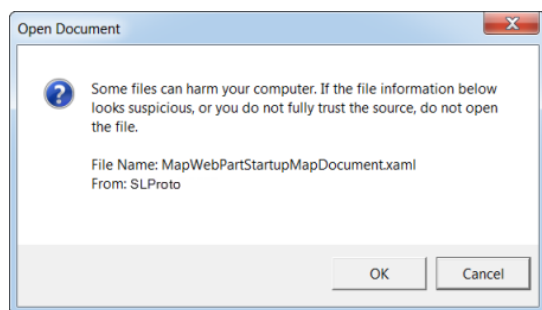 Open Document
Some files can harm your computer. If the file information below
looks suspicious, or you do not fully trust the source, do not open
the file.
File Name: MapWebPartStartupMapDocument.xaml
From: SLProto
OK
Cancel